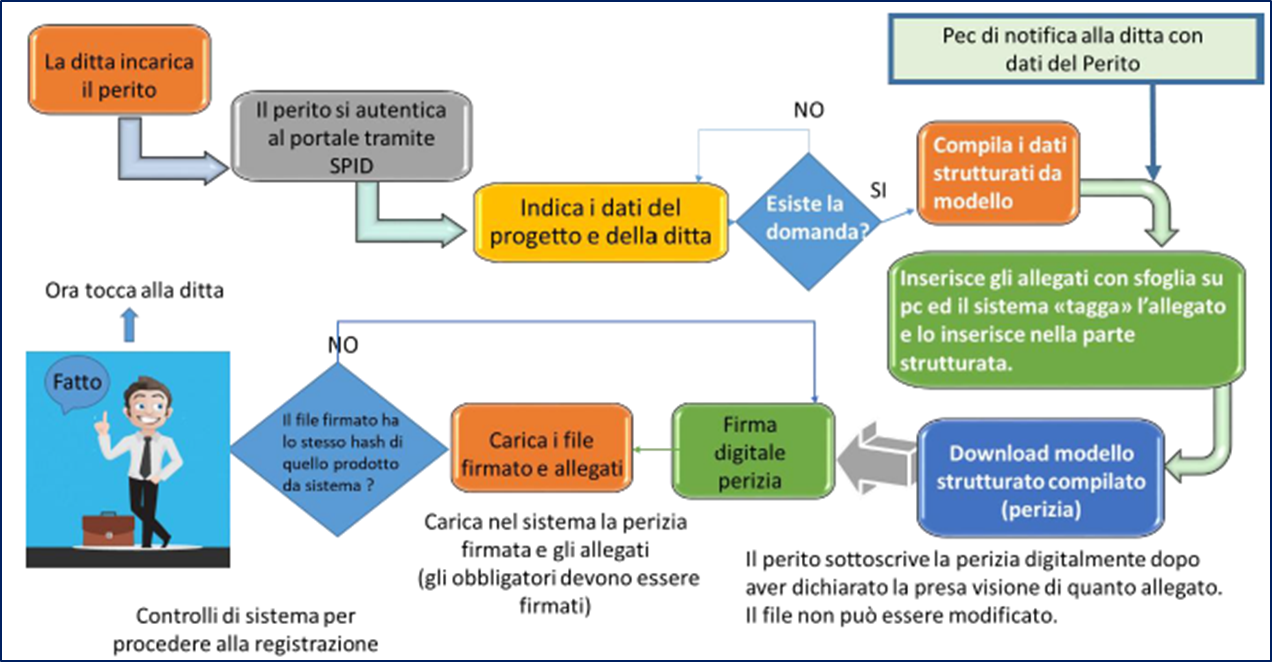 La ditta incarica
il perito
Il perito si autentica
al portale tramite
SPID
Indica i dati del
progetto e della ditta
Esiste la
domanda?
NO
SI
Compila i dati
strutturati da
modello
Pec di notifica alla ditta con
dati del Perito
Inserisce gli allegati con sfoglia su
pc ed il sistema «tagga» l’allegato
e lo inserisce nella parte
strutturata.
Download modello
strutturato compilato
(perizia)
Il perito sottoscrive la perizia digitalmente dopo
aver dichiarato la presa visione di quanto allegato.
Il file non può essere modificato.
Firma
digitale
perizia
Carica i file
firmato e allegati
Carica nel sistema la perizia
firmata e gli allegati
(gli obbligatori devono essere
firmati)
NO
Il file firmato ha
lo stesso hash di
quello prodotto
da sistema ?
Controlli di sistema per
procedere alla registrazione
Fatto
Ora tocca alla ditta